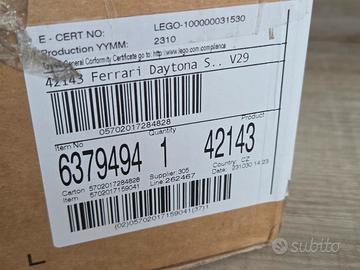 E - CERT NO: LEGO-100000031530
Production YYMM: 2310
General Conformity Certificate go to: http://lego.com/compliance
42143 Ferrari Daytona S.. V29
05702017284828
Item No Quantity Product
6379494 1 42143
Carton 5702017284828 Supplier: 305 Country: CZ
Item 5702017159041 Line: 262467 Date: 231030 14:23
(02)05702017159041(37)1
L
subito